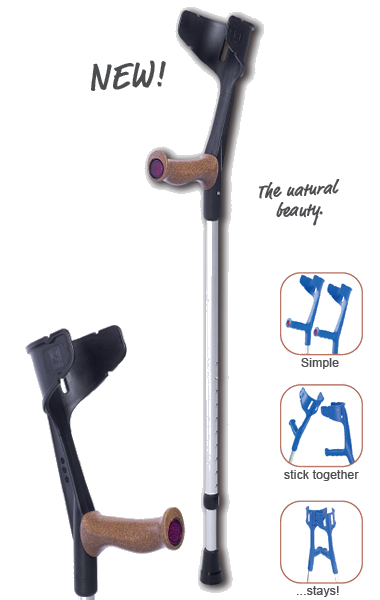 NEW!
The natural
beauty.
Simple
stick together
...stays!